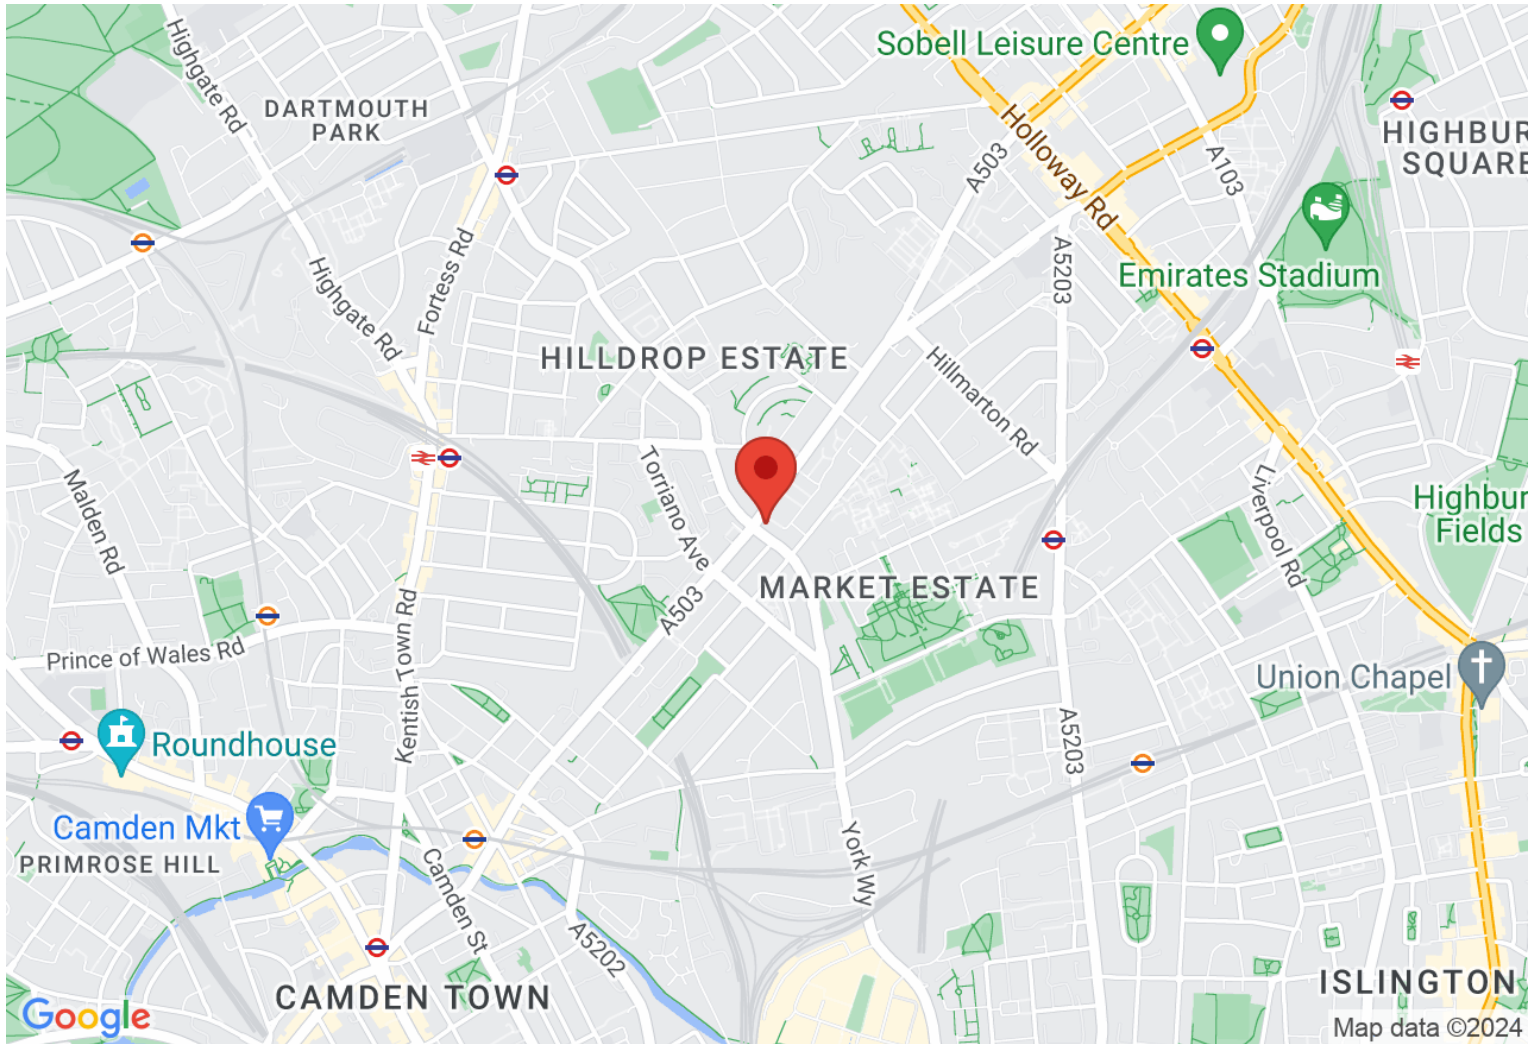 Highgate Rd
Sobell Leisure Centre
DARTMOUTH
PARK
Holloway Rd
A503
A103
HIGHBUR
SQUARE
Fortess Rd
Highgate Rd
A5203
Emirates Stadium
HILLDROP ESTATE
Hillmarton Rd
Torriano Ave
Malden Rd
Liverpool Rd
Highbur
Fields
MARKET ESTATE
A503
Kentish Town Rd
Prince of Wales Rd
Union Chapel
A5203
Roundhouse
Camden Mkt
PRIMROSE HILL
Camden St
York Wy
A5202
CAMDEN TOWN
ISLINGTON
Google
Map data ©2024